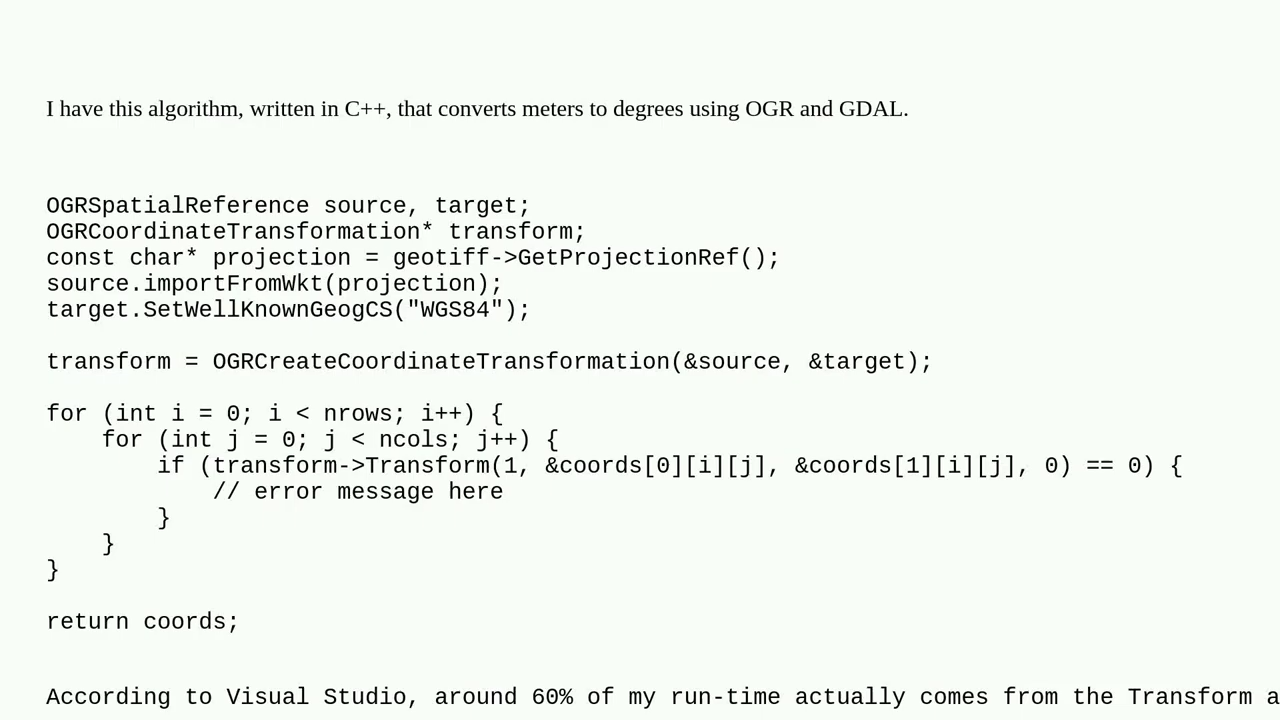 I have this algorithm, written in C++, that converts meters to degrees using OGR and GDAL.
OGRSpatialReference source, target;
OGRCoordinateTransformation* transform;
const char* projection = geotiff->GetProjectionRef();
source.importFromWkt(projection);
target.SetWellKnownGeogCS("WGS84");
transform = OGRCreateCoordinateTransformation(&source, &target);
for (int i = 0; i < nrows; i++) {
    for (int j = 0; j < ncols; j++) {
        if (transform->Transform(1, &coords[0][i][j], &coords[1][i][j], 0) == 0) {
            // error message here
        }
    }
}
return coords;
According to Visual Studio, around 60% of my run-time actually comes from the Transform a